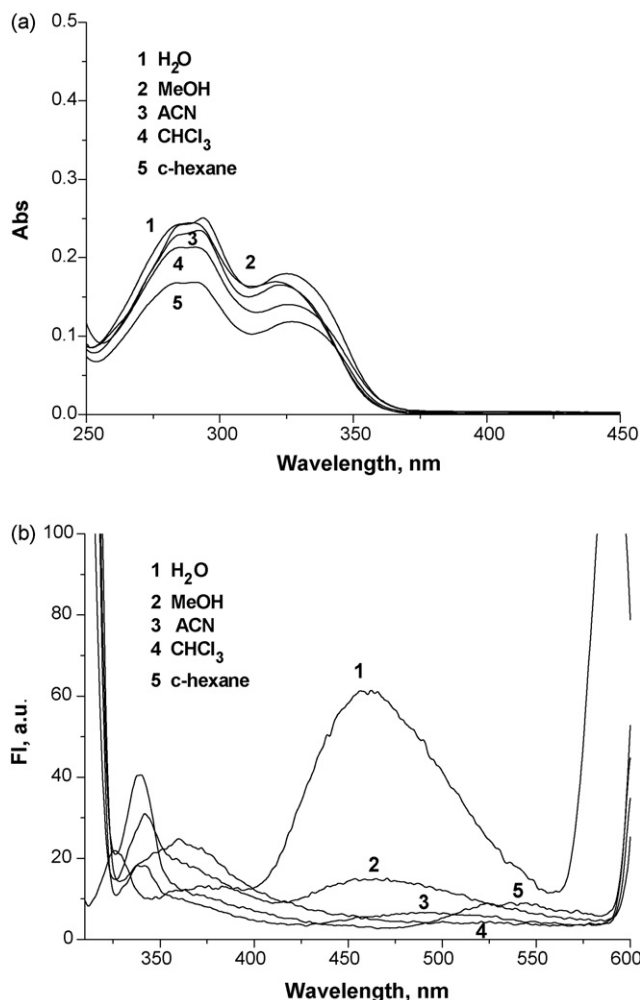 (a)
0.5
1 H₂O
2 MeOH
3 ACN
4 CHCl₃
5 c-hexane
0.4
0.3
0.2
0.1
0.0
Abs
1
2
3
4
5
250 300 350 400 450
Wavelength, nm
(b)
100
1 H₂O
2 MeOH
3 ACN
4 CHCl₃
5 c-hexane
80
60
40
20
0
FI, a.u.
1
2
3
4
5
350 400 450 500 550 600
Wavelength, nm